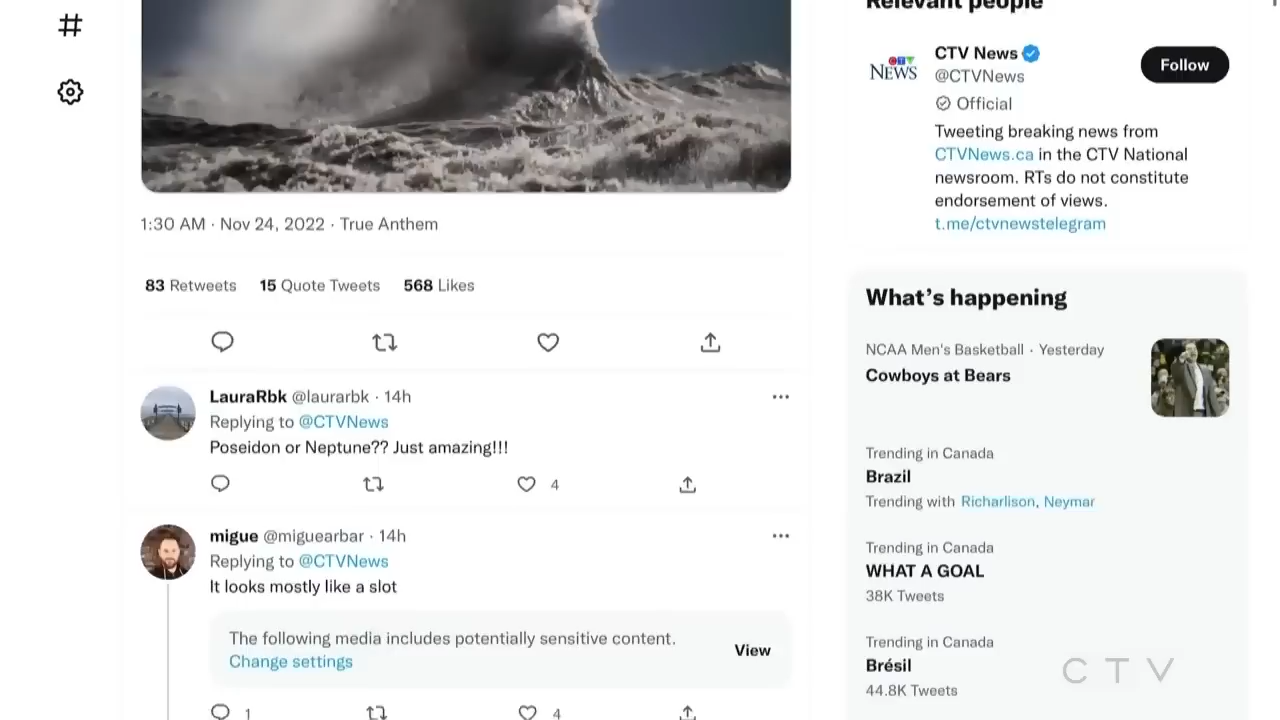 #
1:30 AM · Nov 24, 2022 · True Anthem
83 Retweets 15 Quote Tweets 568 Likes
LauraRbk @laurarbk · 14h
Replying to @CTVNews
Poseidon or Neptune?? Just amazing!!!
4
migue @miguearbar · 14h
Replying to @CTVNews
It looks mostly like a slot
The following media includes potentially sensitive content.
Change settings
View
1 4
Relevant people
CTV NEWS
CTV News
@CTVNews
Official
Follow
Tweeting breaking news from
CTVNews.ca in the CTV National
newsroom. RTs do not constitute
endorsement of views.
t.me/ctvnewstelegram
What's happening
NCAA Men's Basketball · Yesterday
Cowboys at Bears
Trending in Canada
Brazil
Trending with Richarlison, Neymar
Trending in Canada
WHAT A GOAL
38K Tweets
Trending in Canada
Brésil
44.8K Tweets
CTV